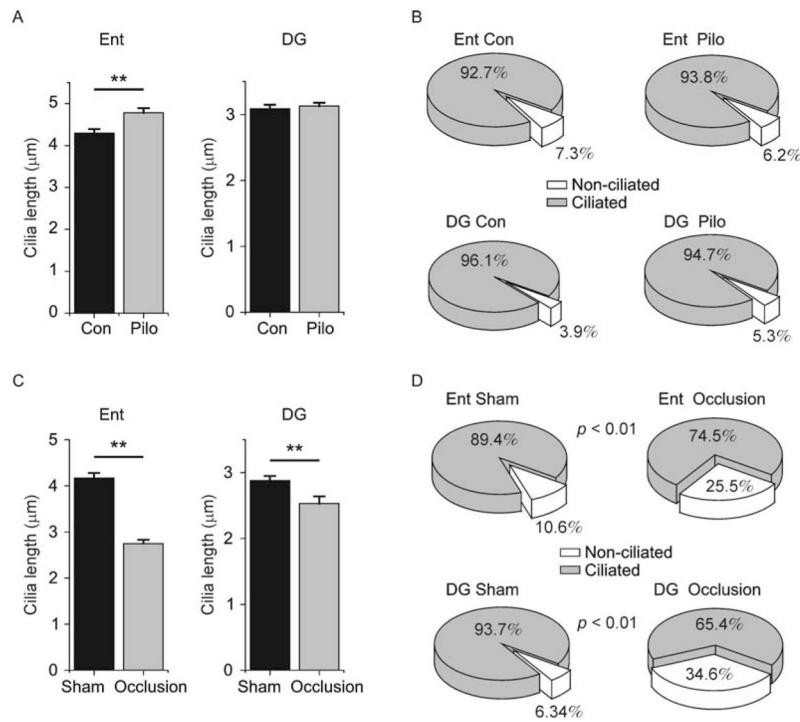 A
Ent
DG
**
Cilia length (μm)
5
4
3
2
1
0
Con Pilo
Cilia length (μm)
3
2
1
0
Con Pilo
B
Ent Con
Ent Pilo
92.7%
7.3%
93.8%
6.2%
Non-ciliated
Ciliated
DG Con
DG Pilo
96.1%
3.9%
94.7%
5.3%
C
Ent
DG
**
Cilia length (μm)
5
4
3
2
1
0
Sham Occlusion
**
Cilia length (μm)
3
2
1
0
Sham Occlusion
D
Ent Sham
Ent Occlusion
p < 0.01
89.4%
10.6%
74.5%
25.5%
Non-ciliated
Ciliated
DG Sham
DG Occlusion
p < 0.01
93.7%
6.34%
65.4%
34.6%